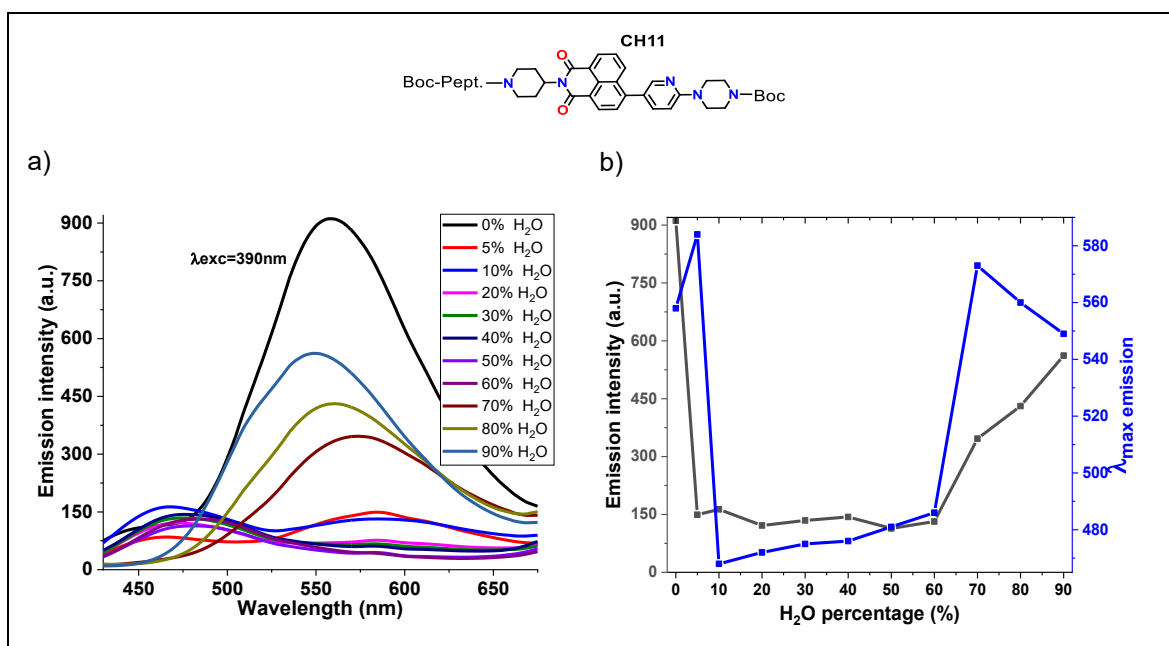 CH11
O
Boc-Pept.
N
N
O
N
N
N
Boc
a)
b)
Emission intensity (a.u.)
900
750
600
450
300
150
0
λexc=390nm
0% H₂O
5% H₂O
10% H₂O
20% H₂O
30% H₂O
40% H₂O
50% H₂O
60% H₂O
70% H₂O
80% H₂O
90% H₂O
450 500 550 600 650
Wavelength (nm)
Emission intensity (a.u.)
900
750
600
450
300
150
0
580
560
540
520
500
480
λmax emission
0 10 20 30 40 50 60 70 80 90
H₂O percentage (%)